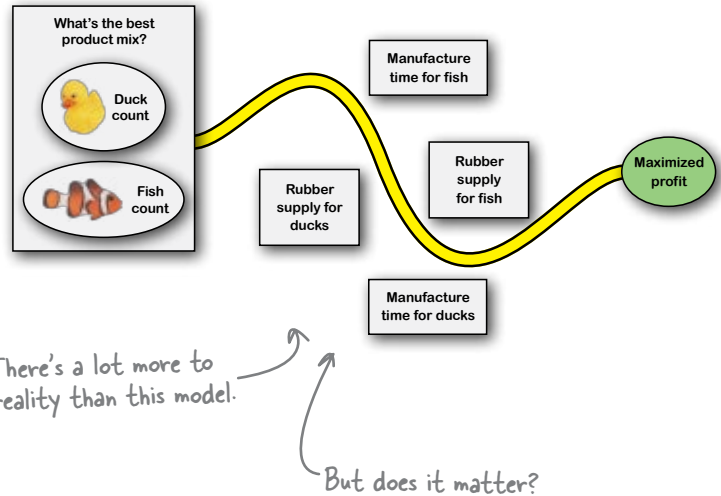 What's the best
product mix?
Duck
count
Fish
count
Manufacture
time for fish
Rubber
supply
for fish
Rubber
supply for
ducks
Manufacture
time for ducks
Maximized
profit
There's a lot more to
reality than this model.
But does it matter?